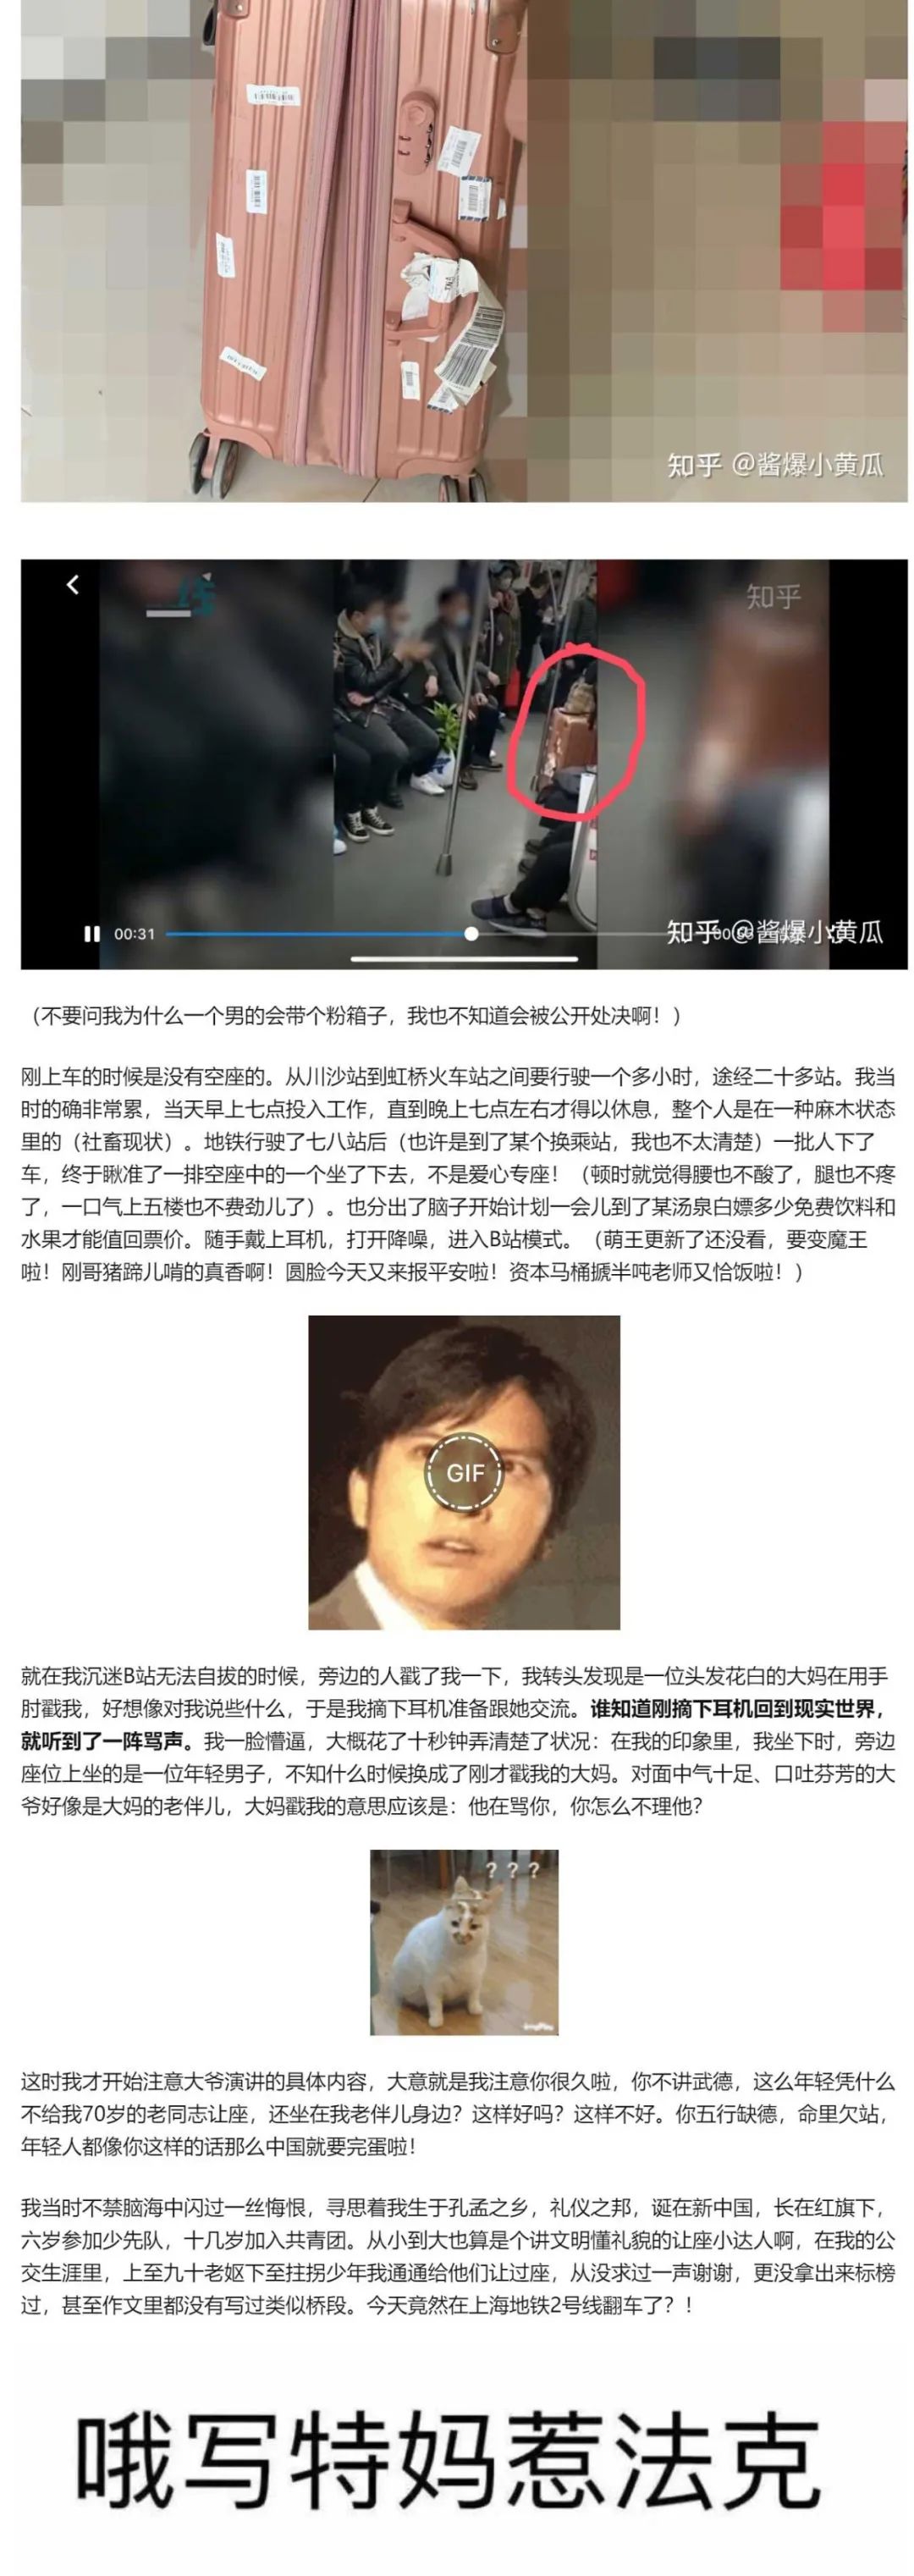 知乎 @酱爆小黄瓜
知乎
00:31
知乎 @酱爆小黄瓜
（不要问我为什么一个男的会带个粉箱子，我也不知道会被公开处决啊！）
刚上车的时候是没有空座的。从川沙站到虹桥火车站之间要行驶一个多小时，途经二十多站。我当
时的确非常累，当天早上七点投入工作，直到晚上七点左右才得以休息，整个人是在一种麻木状态
里的（社畜现状）。地铁行驶了七八站后（也许是到了某个换乘站，我也不太清楚）一批人下了
车，终于瞅准了一排空座中的一个坐了下去，不是爱心专座！（顿时就觉得腰也不酸了，腿也不疼
了，一口气上五楼也不费劲儿了）。也分出了脑子开始计划一会儿到了某汤泉白嫖多少免费饮料和
水果才能值回票价。随手戴上耳机，打开降噪，进入B站模式。（萌王更新了还没看，要变魔王
啦！刚哥猪蹄儿啃的真香啊！圆脸今天又来报平安啦！资本马桶搋半吨老师又恰饭啦！）
GIF
就在我沉迷B站无法自拔的时候，旁边的人戳了我一下，我转头发现是一位头发花白的大妈在用手
肘戳我，好想像对我说些什么，于是我摘下耳机准备跟她交流。谁知道刚摘下耳机回到现实世界，
就听到了一阵骂声。我一脸懵逼，大概花了十秒钟弄清楚了状况：在我的印象里，我坐下时，旁边
座位上坐的是一位年轻男子，不知什么时候换成了刚才戳我的大妈。对面中气十足、口吐芬芳的大
爷好像是大妈的老伴儿，大妈戳我的意思应该是：他在骂你，你怎么不理他？
？？？
这时我才开始注意大爷演讲的具体内容，大意就是我注意你很久啦，你不讲武德，这么年轻凭什么
不给我70岁的老同志让座，还坐在我老伴儿身边？这样好吗？这样不好。你五行缺德，命里欠站，
年轻人都像你这样的话那么中国就要完蛋啦！
我当时不禁脑海中闪过一丝悔恨，寻思着我生于孔孟之乡，礼仪之邦，诞在新中国，长在红旗下，
六岁参加少先队，十几岁加入共青团。从小到大也算是个讲文明懂礼貌的让座小达人啊，在我的公
交生涯里，上至九十老妪下至拄拐少年我通通给他们让过座，从没求过一声谢谢，更没拿出来标榜
过，甚至作文里都没有写过类似桥段。今天竟然在上海地铁2号线翻车了？！
哦写特妈惹法克